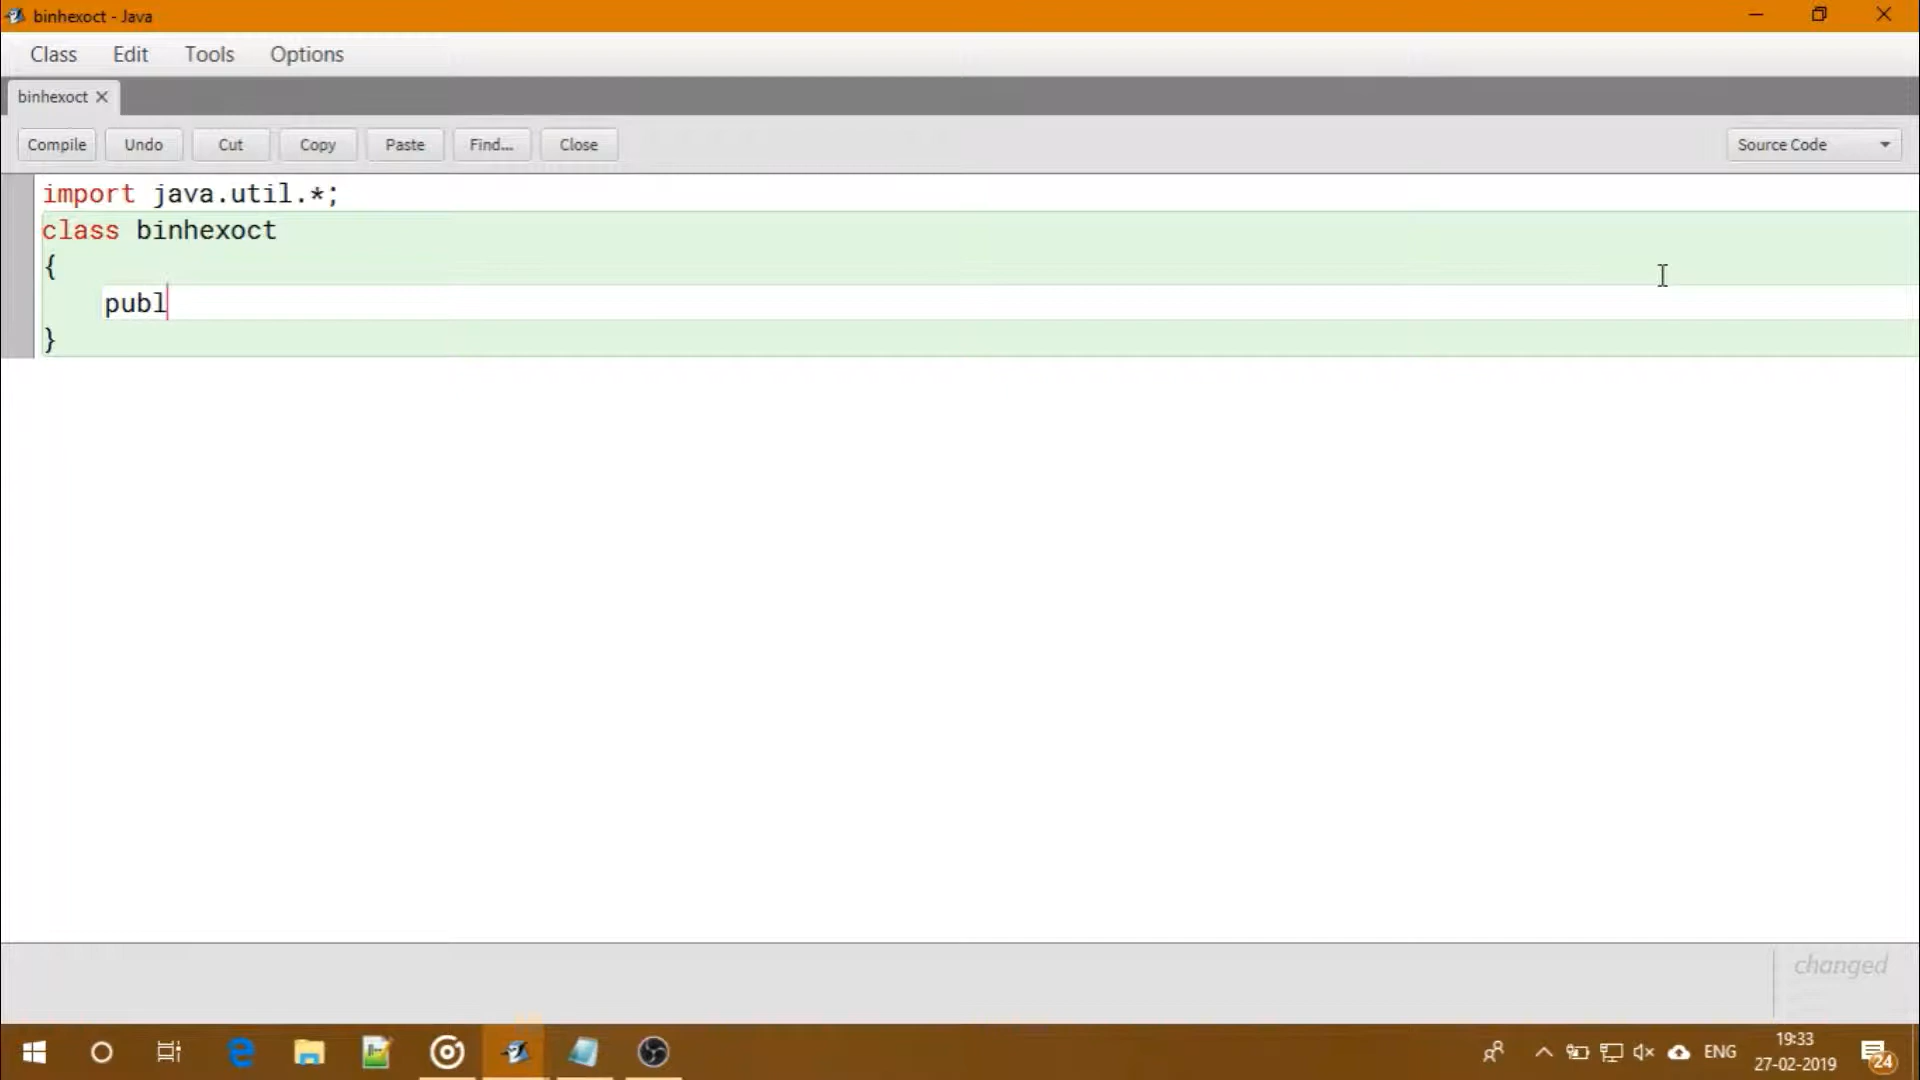 binhexoct - Java
Class Edit Tools Options
binhexoct
Compile Undo Cut Copy Paste Find... Close Source Code
import java.util.*;
class binhexoct
{
publ
}
changed
ENG
19:33
27-02-2019
24